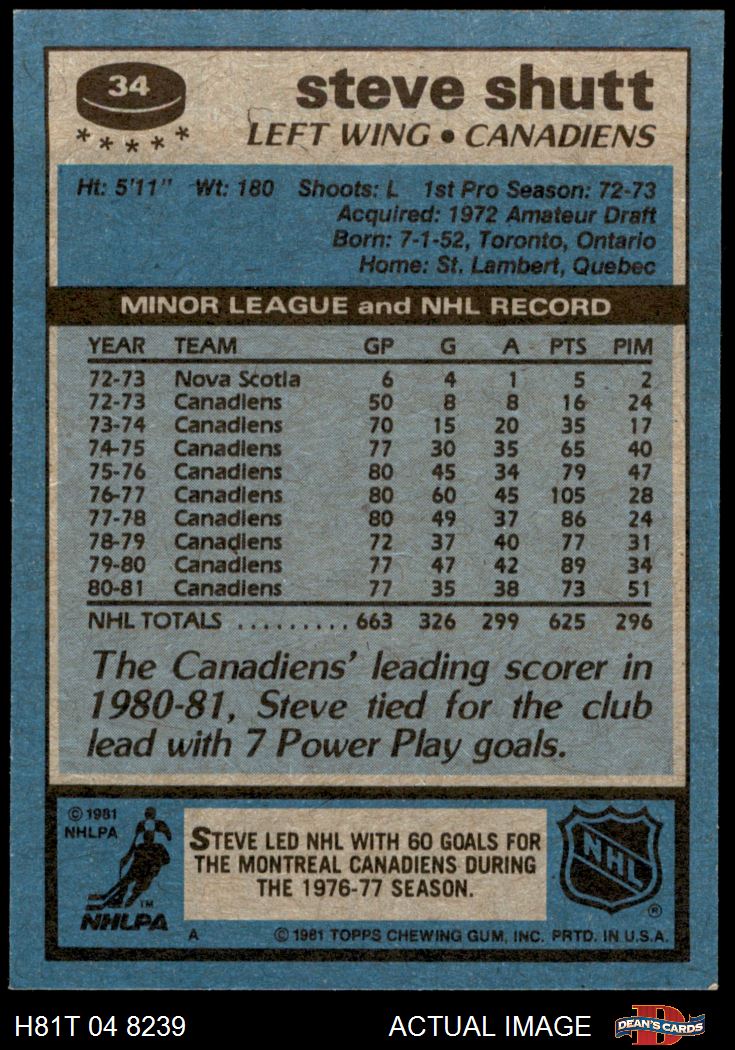 34
steve shutt
LEFT WING • CANADIENS
Ht: 5'11" Wt: 180 Shoots: L 1st Pro Season: 72-73
Acquired: 1972 Amateur Draft
Born: 7-1-52, Toronto, Ontario
Home: St. Lambert, Quebec
MINOR LEAGUE and NHL RECORD
YEAR TEAM GP G A PTS PIM
72-73 Nova Scotia 6 4 1 5 2
72-73 Canadiens 50 8 8 16 24
73-74 Canadiens 70 15 20 35 17
74-75 Canadiens 77 30 35 65 40
75-76 Canadiens 80 45 34 79 47
76-77 Canadiens 80 60 45 105 28
77-78 Canadiens 80 49 37 86 24
78-79 Canadiens 72 37 40 77 31
79-80 Canadiens 77 47 42 89 34
80-81 Canadiens 77 35 38 73 51
NHL TOTALS .......... 663 326 299 625 296
The Canadiens' leading scorer in
1980-81, Steve tied for the club
lead with 7 Power Play goals.
© 1981
NHLPA
TM
NHLPA
STEVE LED NHL WITH 60 GOALS FOR
THE MONTREAL CANADIENS DURING
THE 1976-77 SEASON.
NHL
®
A © 1981 TOPPS CHEWING GUM, INC. PRTD. IN U.S.A.
H81T 04 8239 ACTUAL IMAGE
D
DEAN'S CARDS